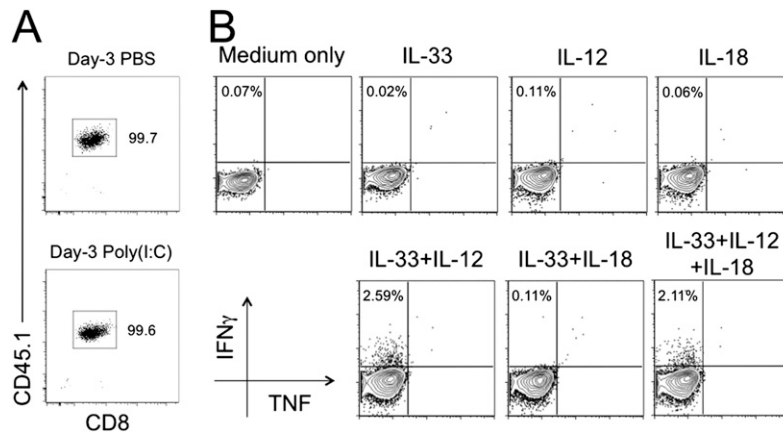 A
B
Day-3 PBS
99.7
Day-3 Poly(I:C)
99.6
CD45.1
CD8
Medium only
IL-33
IL-12
IL-18
0.07%
0.02%
0.11%
0.06%
IL-33+IL-12
IL-33+IL-18
IL-33+IL-12
+IL-18
2.59%
0.11%
2.11%
IFNγ
TNF